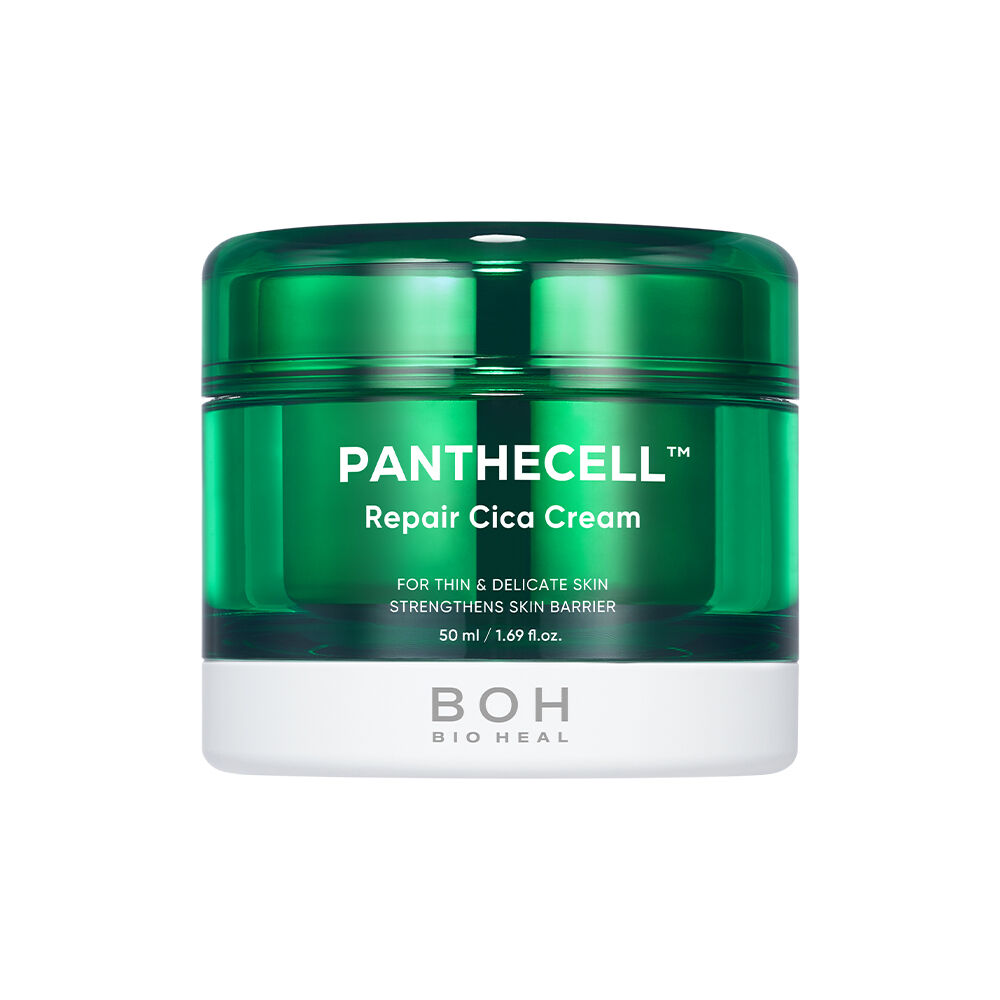 PANTHECELL™
Repair Cica Cream
FOR THIN & DELICATE SKIN
STRENGTHENS SKIN BARRIER
50 ml / 1.69 fl.oz.
BOH
BIO HEAL